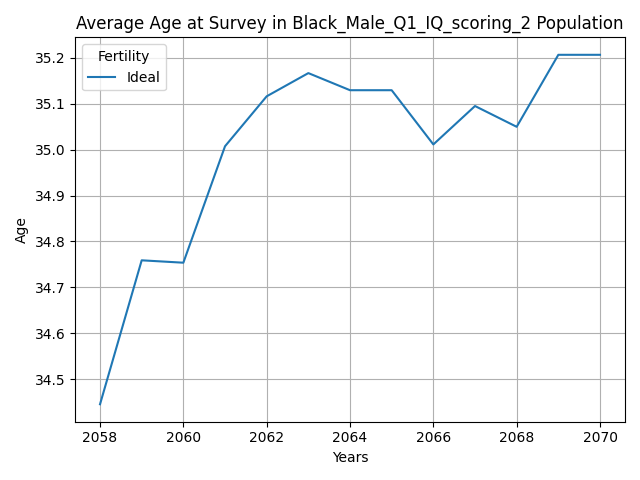 Average Age at Survey in Black_Male_Q1_IQ_scoring_2 Population
Fertility
Ideal
35.2
35.1
35.0
34.9
34.8
34.7
34.6
34.5
Age
2058 2060 2062 2064 2066 2068 2070
Years